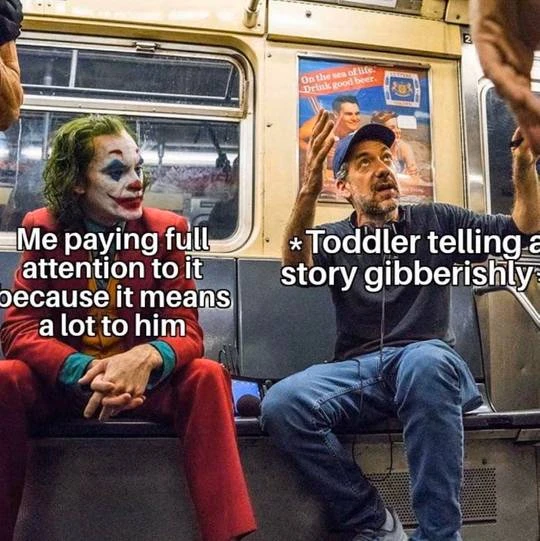 On the sea of life.
Drink good beer.
2
Me paying full
attention to it
because it means
a lot to him
*Toddler telling a
story gibberishly*